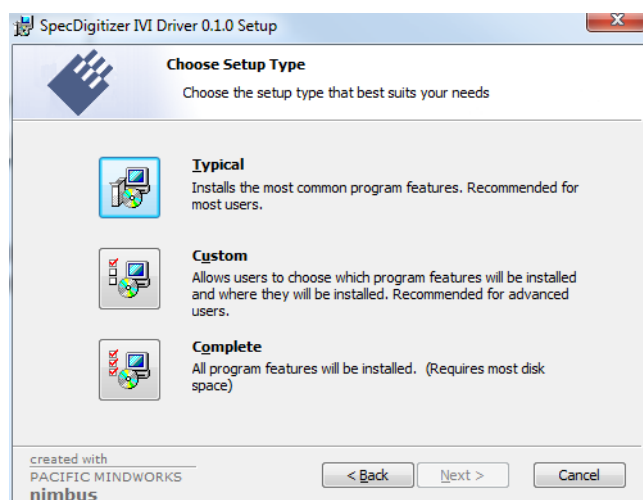 SpecDigitizer IVI Driver 0.1.0 Setup
Choose Setup Type
Choose the setup type that best suits your needs
Typical
Installs the most common program features. Recommended for
most users.
Custom
Allows users to choose which program features will be installed
and where they will be installed. Recommended for advanced
users.
Complete
All program features will be installed. (Requires most disk
space)
created with
PACIFIC MINDWORKS
nimbus
< Back
Next >
Cancel